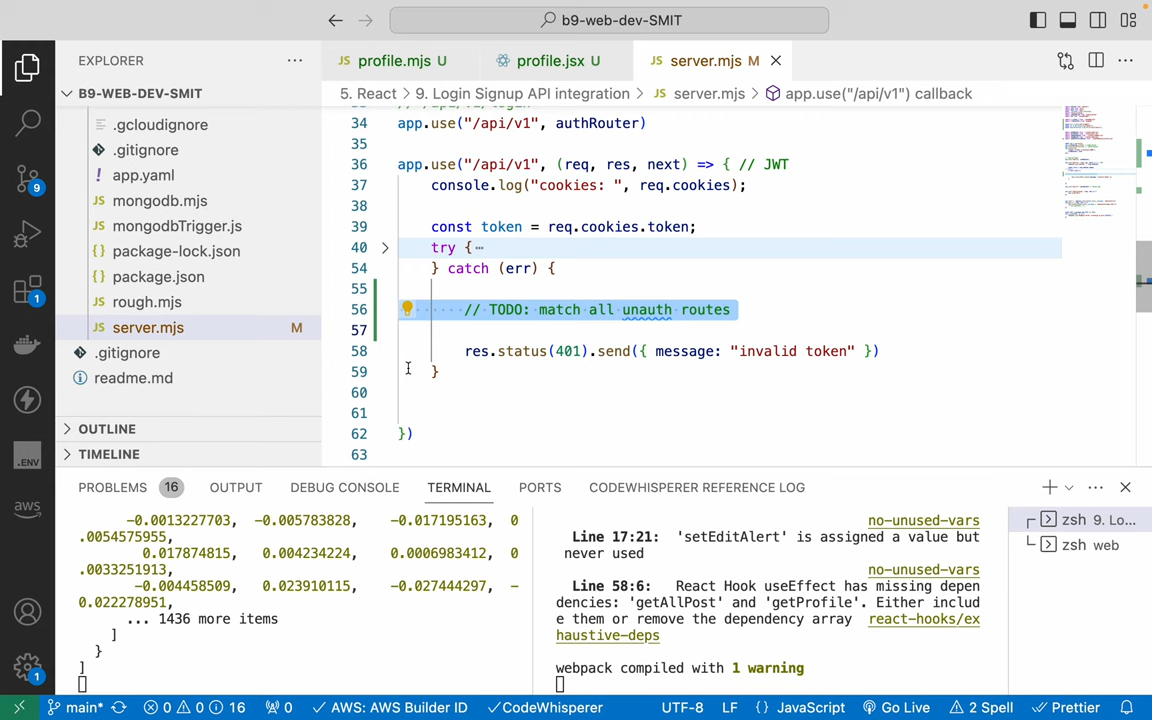 b9-web-dev-SMIT
EXPLORER
profile.mjs U
profile.jsx U
server.mjs M
B9-WEB-DEV-SMIT
5. React > 9. Login Signup API integration > JS server.mjs > app.use("/api/v1") callback
.gcloudignore
.gitignore
app.yaml
mongodb.mjs
mongodbTrigger.js
package-lock.json
package.json
rough.mjs
server.mjs M
.gitignore
readme.md
OUTLINE
TIMELINE
34 app.use("/api/v1", authRouter)
35
36 app.use("/api/v1", (req, res, next) => { // JWT
37 console.log("cookies: ", req.cookies);
38
39 const token = req.cookies.token;
40 try {
54 } catch (err) {
55
56 // TODO: match all unauth routes
57
58 res.status(401).send({ message: "invalid token" })
59 }
60
61
62 })
63
PROBLEMS 16 OUTPUT DEBUG CONSOLE TERMINAL PORTS CODEWHISPERER REFERENCE LOG
-0.0013227703, -0.005783828, -0.017195163, 0
.0054575955,
0.017874815, 0.004234224, 0.0006983412, 0
.0033251913,
-0.004458509, 0.023910115, -0.027444297, -
0.022278951,
... 1436 more items
]
}
]
no-unused-vars
Line 17:21: 'setEditAlert' is assigned a value but
never used
no-unused-vars
Line 58:6: React Hook useEffect has missing depen
dencies: 'getAllPost' and 'getProfile'. Either includ
e them or remove the dependency array react-hooks/ex
haustive-deps
webpack compiled with 1 warning
zsh 9. Lo...
zsh web
main* 0 0 16 0 AWS: AWS Builder ID CodeWhisperer UTF-8 LF {} JavaScript Go Live 2 Spell Prettier
9
1
.ENV
aws
1